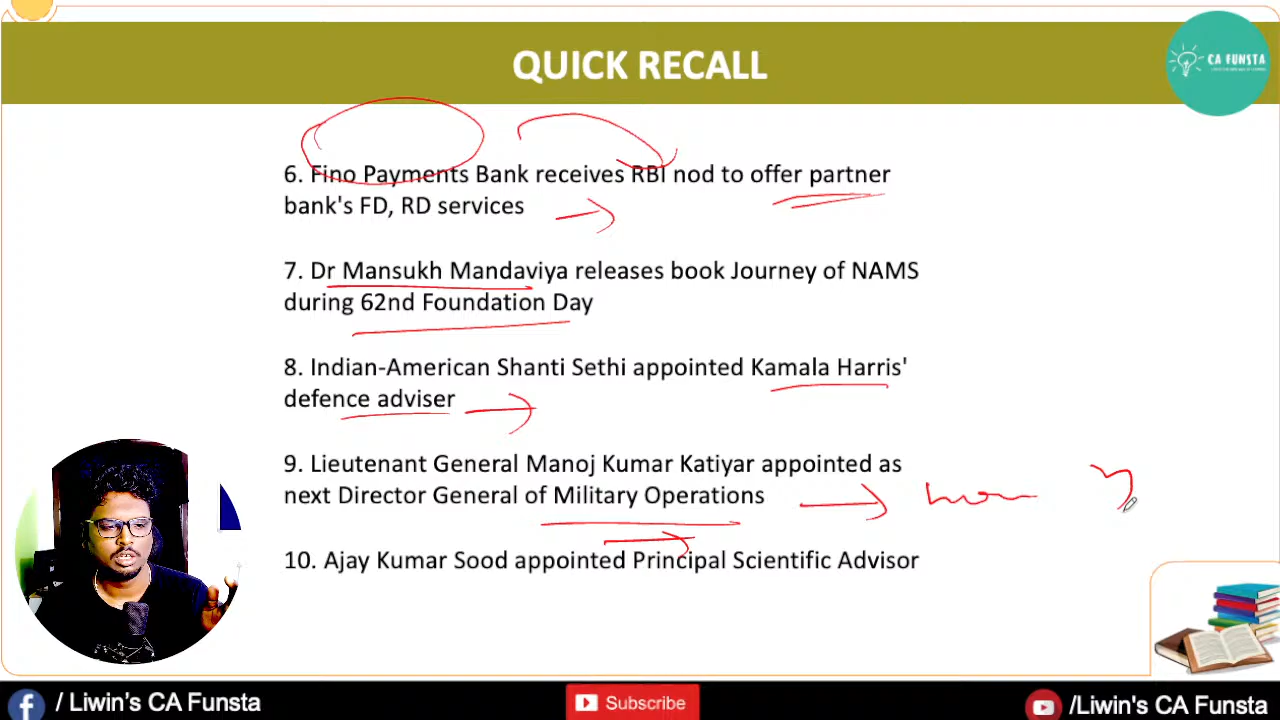 QUICK RECALL
CA FUNSTA
6. Fino Payments Bank receives RBI nod to offer partner
bank's FD, RD services
7. Dr Mansukh Mandaviya releases book Journey of NAMS
during 62nd Foundation Day
8. Indian-American Shanti Sethi appointed Kamala Harris'
defence adviser
9. Lieutenant General Manoj Kumar Katiyar appointed as
next Director General of Military Operations
10. Ajay Kumar Sood appointed Principal Scientific Advisor
/ Liwin's CA Funsta
Subscribe
/Liwin's CA Funsta